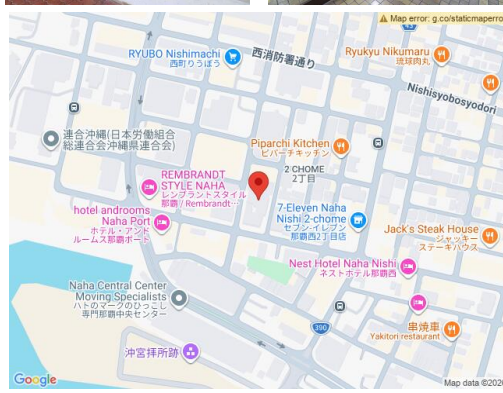 Map error: g.co/staticmaperro
RYUBO Nishimachi
西町りうぼう
西消防署通り
Ryukyu Nikumaru
琉球肉丸
Nishisyobosyodori
連合沖縄(日本労働組合
総連合会沖縄県連合会)
Piparchi Kitchen
ピパーチキッチン
2 CHOME
2丁目
REMBRANDT
STYLE NAHA
レンブラントスタイル
那覇 / Rembrandt…
hotel androoms
Naha Port
ホテル・アンド
ルームス那覇ポート
7-Eleven Naha
Nishi 2-chome
セブン-イレブン
那覇西2丁目店
Jack's Steak House
ジャッキー
ステーキハウス
Nest Hotel Naha Nishi
ネストホテル那覇西
Naha Central Center
Moving Specialists
ハトのマークのひっこし
専門那覇中央センター
390
串焼車
Yakitori restaurant
沖宮拝所跡
Google
Map data ©2026